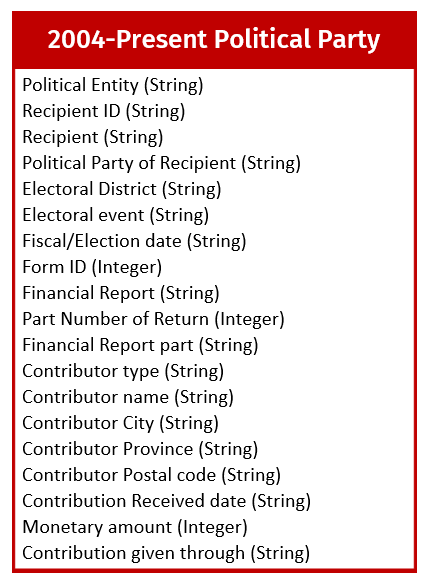 2004-Present Political Party
Political Entity (String)
Recipient ID (String)
Recipient (String)
Political Party of Recipient (String)
Electoral District (String)
Electoral event (String)
Fiscal/Election date (String)
Form ID (Integer)
Financial Report (String)
Part Number of Return (Integer)
Financial Report part (String)
Contributor type (String)
Contributor name (String)
Contributor City (String)
Contributor Province (String)
Contributor Postal code (String)
Contribution Received date (String)
Monetary amount (Integer)
Contribution given through (String)